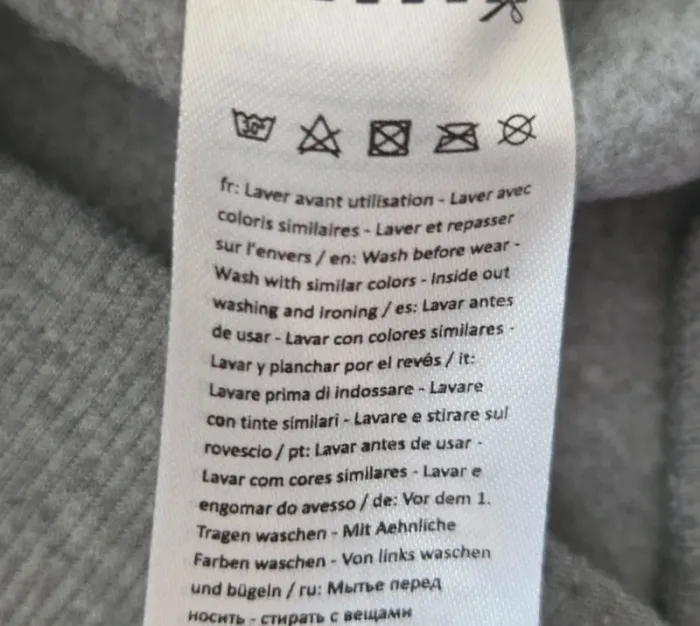 30°
fr: Laver avant utilisation - Laver avec
coloris similaires - Laver et repasser
sur l'envers / en: Wash before wear -
Wash with similar colors - Inside out
washing and ironing / es: Lavar antes
de usar - Lavar con colores similares -
Lavar y planchar por el revés / it:
Lavare prima di indossare - Lavare
con tinte similari - Lavare e stirare sul
rovescio / pt: Lavar antes de usar -
Lavar com cores similares - Lavar e
engomar do avesso / de: Vor dem 1.
Tragen waschen - Mit Aehnliche
Farben waschen - Von links waschen
und bügeln / ru: Мытье перед
носить - стирать с вещами